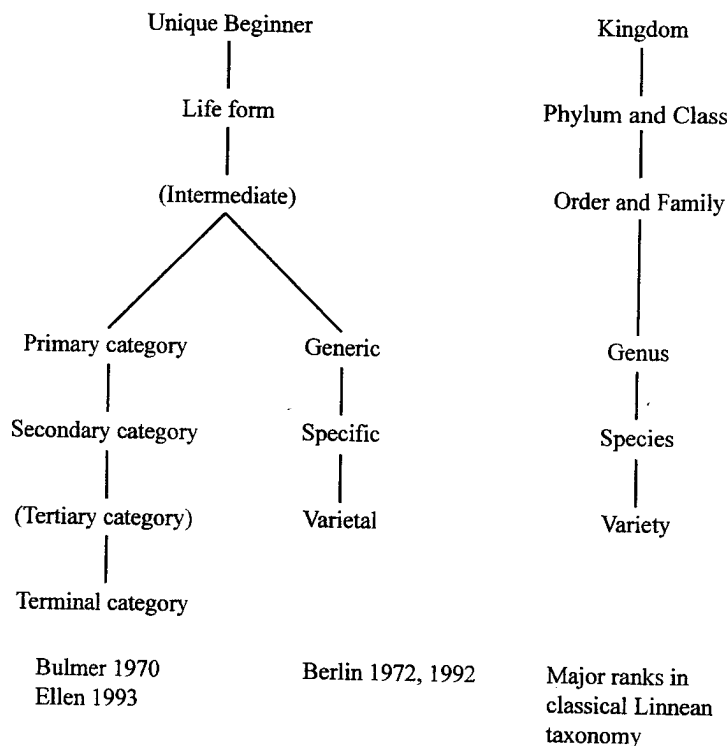 Unique Beginner
Kingdom
Life form
Phylum and Class
(Intermediate)
Order and Family
Primary category
Generic
Genus
Secondary category
Specific
Species
(Tertiary category)
Varietal
Variety
Terminal category
Bulmer 1970
Ellen 1993
Berlin 1972, 1992
Major ranks in
classical Linnean
taxonomy